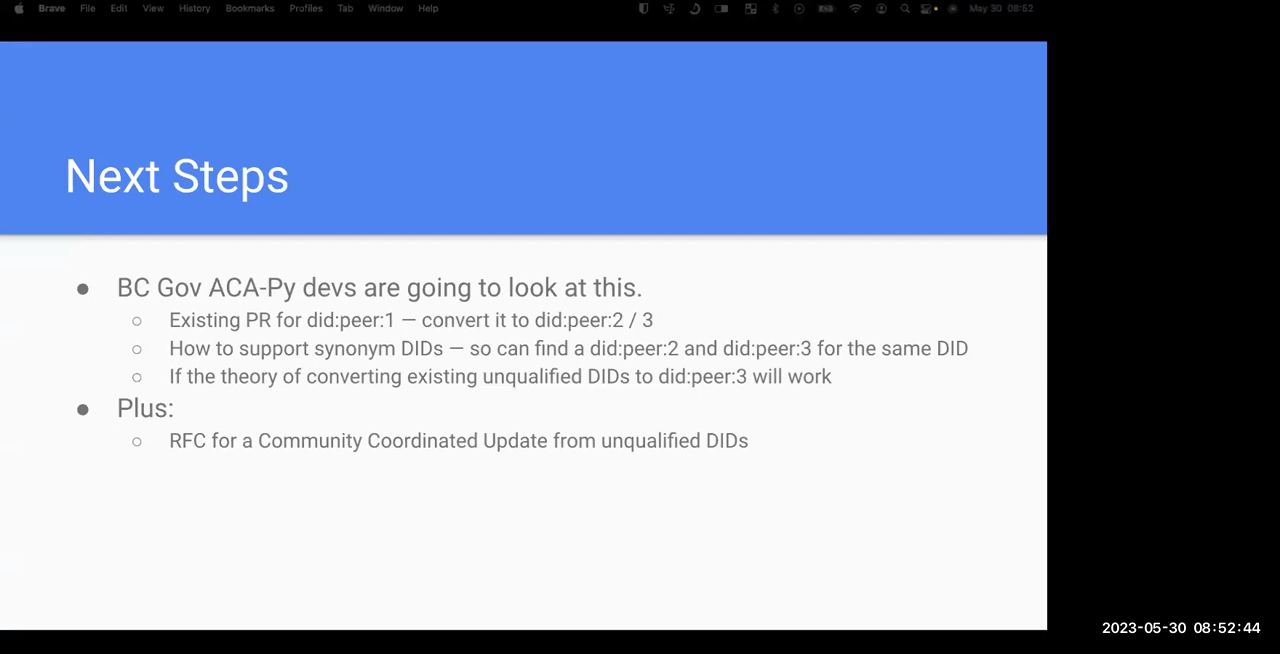 Brave File Edit View History Bookmarks Profiles Tab Window Help May 30 08:52
Next Steps
● BC Gov ACA-Py devs are going to look at this.
○ Existing PR for did:peer:1 — convert it to did:peer:2 / 3
○ How to support synonym DIDs — so can find a did:peer:2 and did:peer:3 for the same DID
○ If the theory of converting existing unqualified DIDs to did:peer:3 will work
● Plus:
○ RFC for a Community Coordinated Update from unqualified DIDs
2023-05-30 08:52:44